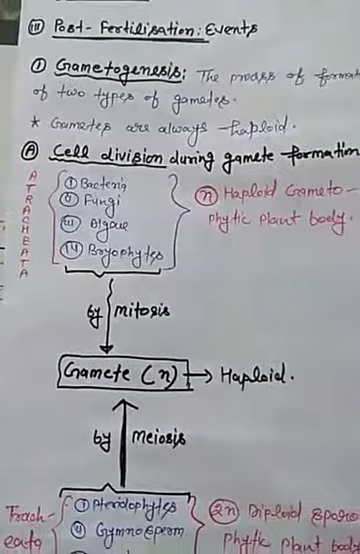 (iii) Post-Fertilisation: Events
① Gametogenesis: The process of format
of two types of gametes.
* Gametes are always haploid.
Ⓐ Cell division during gamete formation
ATRACHEATA
(i) Bacteria
(ii) Fungi
(iii) Algae
(iv) Bryophytes
(n) Haploid Gameto-
phytic plant body.
by mitosis
Gamete (n) → Haploid.
by meiosis
Trach-
eata
(i) Pteridophytes
(ii) Gymnosperm
(2n) Diploid sporo
phytic plant body